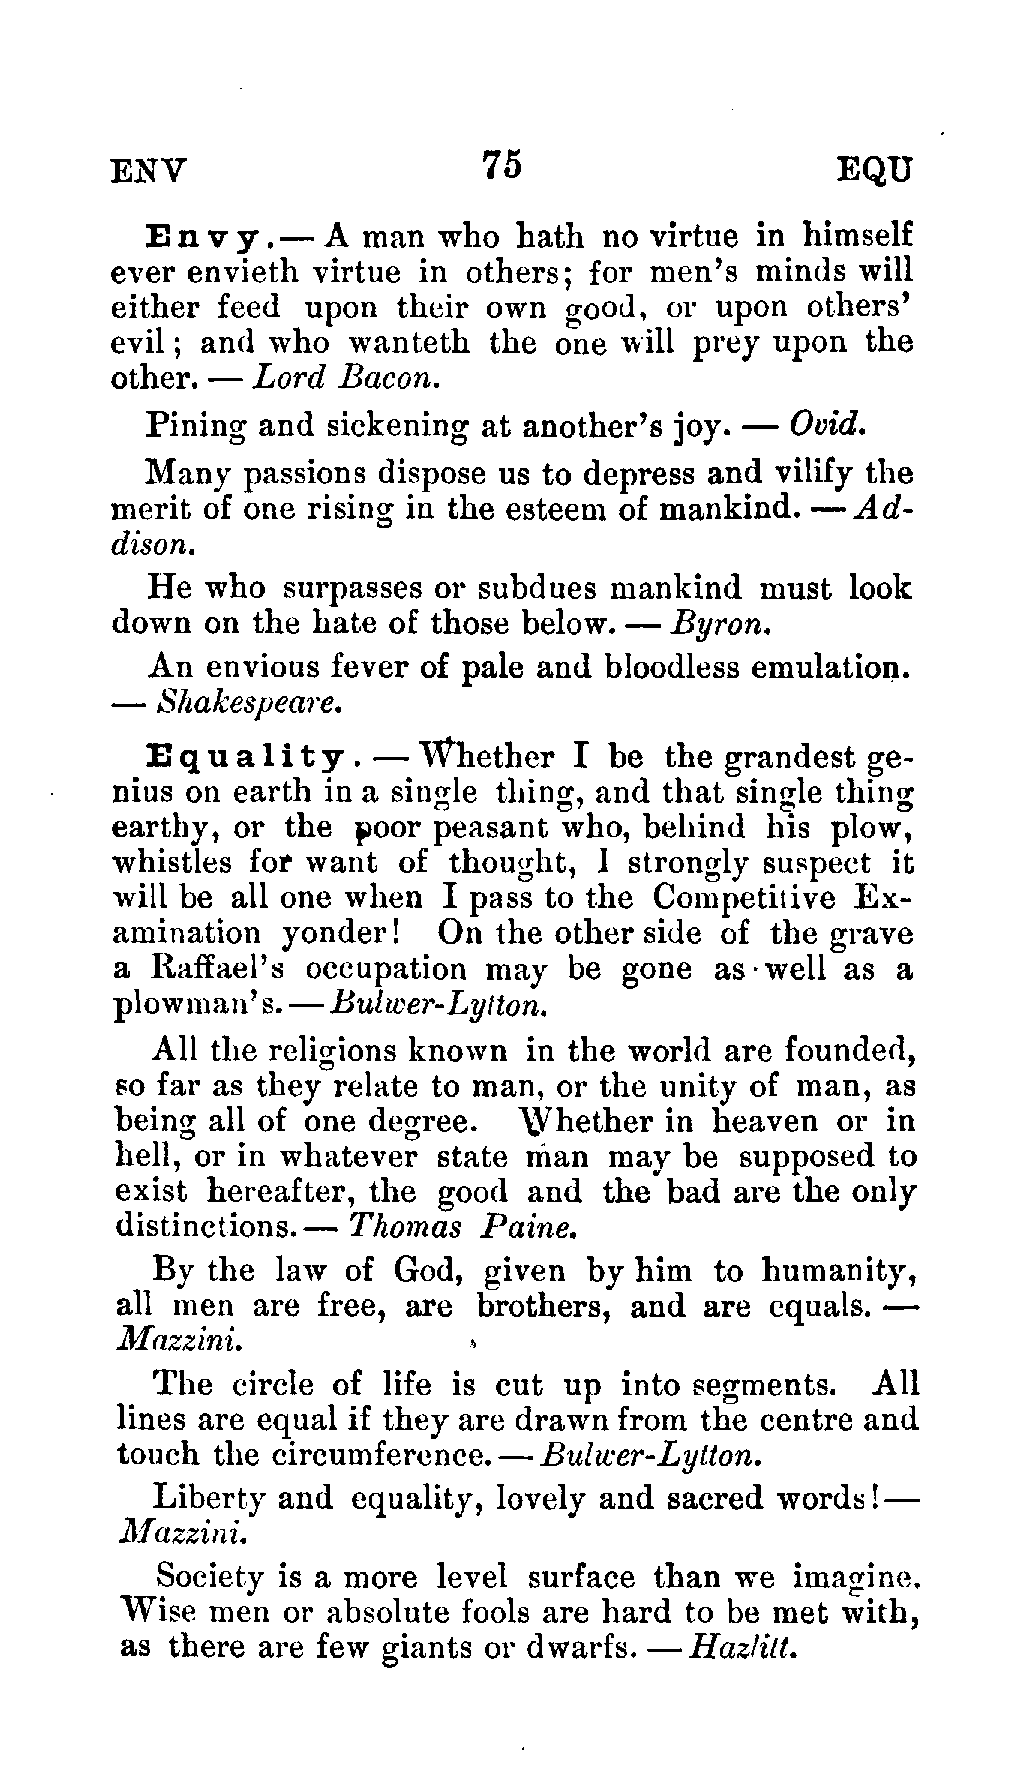 ENV 75 EQU
Envy.— A man who hath no virtue in himself
ever envieth virtue in others; for men's minds will
either feed upon their own good, or upon others'
evil; and who wanteth the one will prey upon the
other. — Lord Bacon.
Pining and sickening at another's joy. — Ovid.
Many passions dispose us to depress and vilify the
merit of one rising in the esteem of mankind. — Ad-
dison.
He who surpasses or subdues mankind must look
down on the hate of those below. — Byron.
An envious fever of pale and bloodless emulation.
— Shakespeare.
Equality. — Whether I be the grandest ge-
nius on earth in a single thing, and that single thing
earthy, or the poor peasant who, behind his plow,
whistles for want of thought, I strongly suspect it
will be all one when I pass to the Competitive Ex-
amination yonder! On the other side of the grave
a Raffael's occupation may be gone as well as a
plowman's. — Bulwer-Lytton.
All the religions known in the world are founded,
so far as they relate to man, or the unity of man, as
being all of one degree. Whether in heaven or in
hell, or in whatever state man may be supposed to
exist hereafter, the good and the bad are the only
distinctions. — Thomas Paine.
By the law of God, given by him to humanity,
all men are free, are brothers, and are equals. —
Mazzini.
The circle of life is cut up into segments. All
lines are equal if they are drawn from the centre and
touch the circumference. — Bulwer-Lytton.
Liberty and equality, lovely and sacred words! —
Mazzini.
Society is a more level surface than we imagine.
Wise men or absolute fools are hard to be met with,
as there are few giants or dwarfs. — Hazlitt.